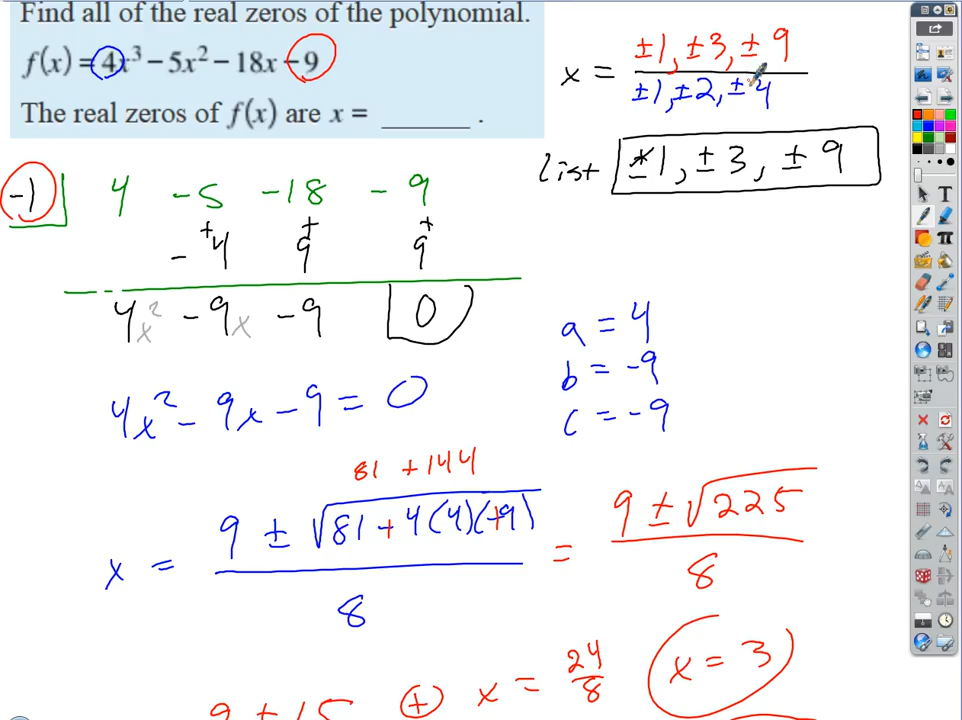 Find all of the real zeros of the polynomial.
f(x) = 4x³ − 5x² − 18x − 9
The real zeros of f(x) are x = ______ .
x = ±1, ±3, ±9
±1, ±2, ±4
list ±1, ±3, ±9
-1 | 4 -5 -18 -9
+ + +
-4 9 9
4x² -9x -9 0
a = 4
b = -9
c = -9
4x² - 9x - 9 = 0
81 + 144
x = 9 ± √81 + 4(4)(+9)
8
= 9 ± √225
8
9 ± 15 (+) x = 24/8 x = 3
T